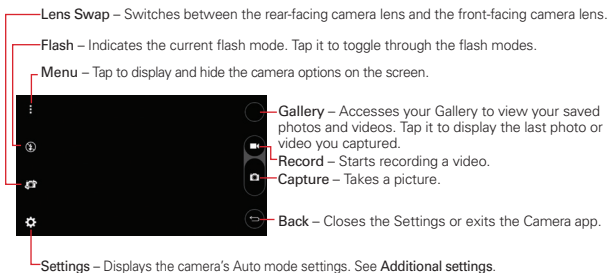 Lens Swap – Switches between the rear-facing camera lens and the front-facing camera lens.
Flash – Indicates the current flash mode. Tap it to toggle through the flash modes.
Menu – Tap to display and hide the camera options on the screen.
Gallery – Accesses your Gallery to view your saved
photos and videos. Tap it to display the last photo or
video you captured.
Record – Starts recording a video.
Capture – Takes a picture.
Back – Closes the Settings or exits the Camera app.
Settings – Displays the camera's Auto mode settings. See Additional settings.